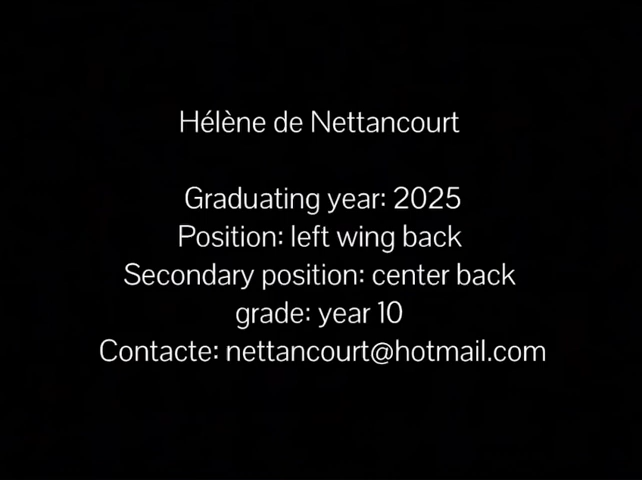 Hélène de Nettancourt
Graduating year: 2025
Position: left wing back
Secondary position: center back
grade: year 10
Contacte: nettancourt@hotmail.com